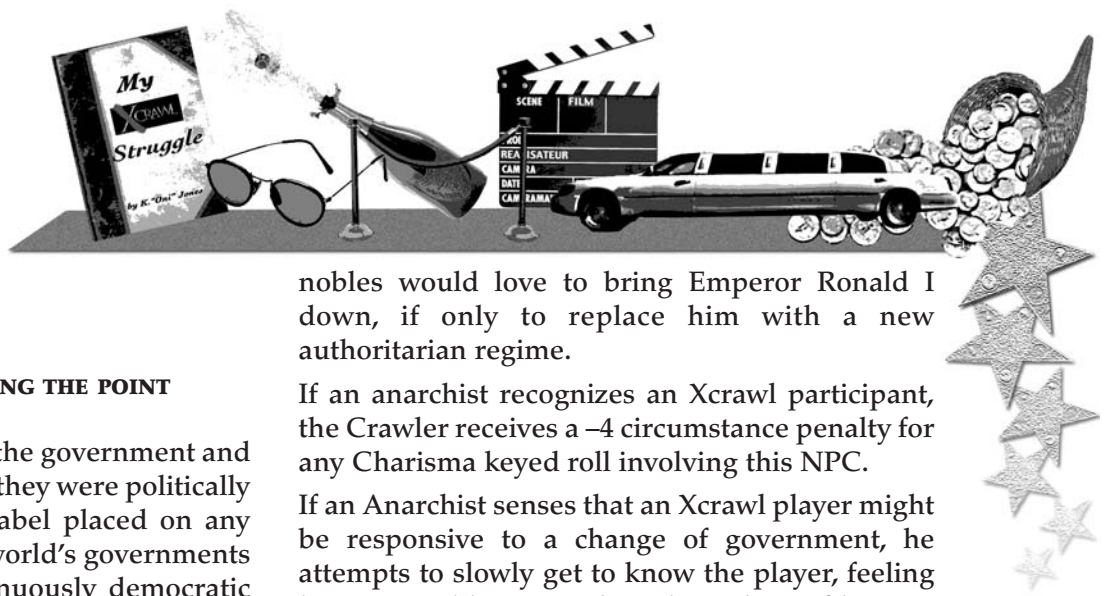 My
XCRAWL
Struggle
by K. "Oni" Jones
SCENE FILM
REALISATEUR
CAMERA
DATE
CAMERAMAN
NG THE POINT
the government and
they were politically
abel placed on any
world's governments
nuously democratic
nobles would love to bring Emperor Ronald I
down, if only to replace him with a new
authoritarian regime.
If an anarchist recognizes an Xcrawl participant,
the Crawler receives a –4 circumstance penalty for
any Charisma keyed roll involving this NPC.
If an Anarchist senses that an Xcrawl player might
be responsive to a change of government, he
attempts to slowly get to know the player, feeling